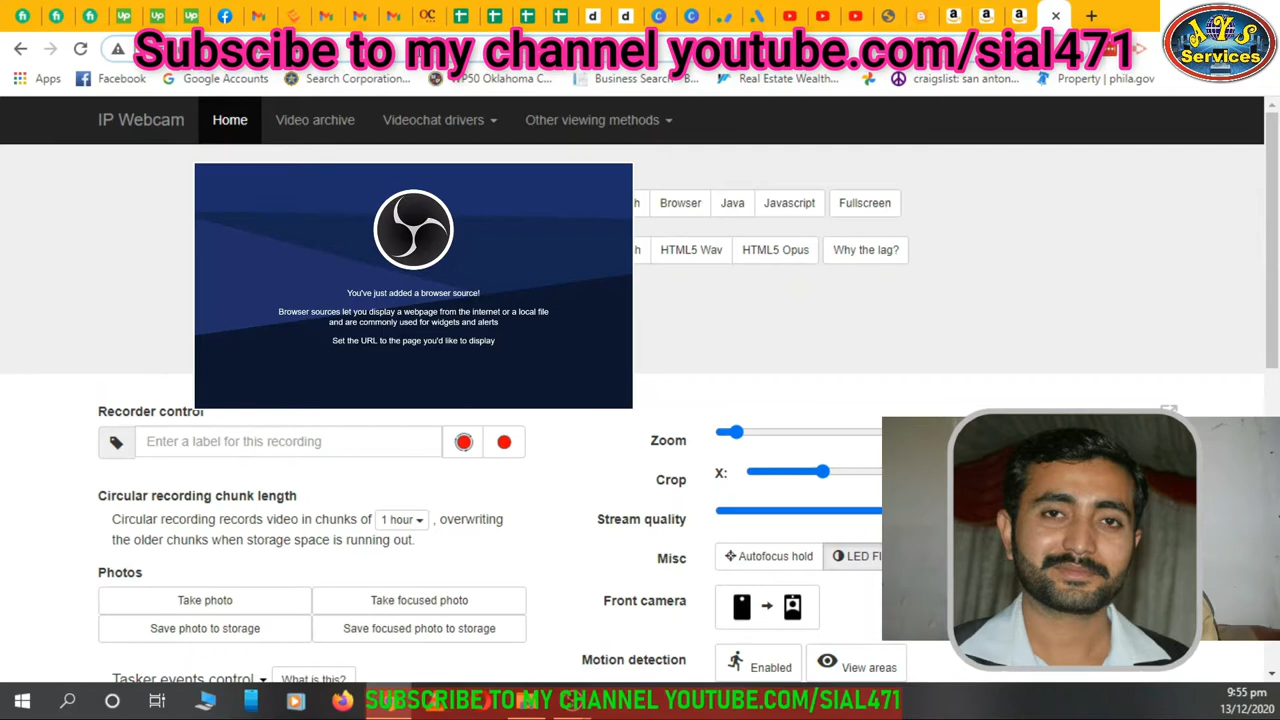 Subscibe to my channel youtube.com/sial471
AYS
Services
Apps
Facebook
Google Accounts
Search Corporation...
WP50 Oklahoma C...
Business Search -
Real Estate Wealth...
craigslist: san anton...
Property | phila.gov
IP Webcam
Home
Video archive
Videochat drivers
Other viewing methods
h
Browser
Java
Javascript
Fullscreen
h
HTML5 Wav
HTML5 Opus
Why the lag?
You've just added a browser source!
Browser sources let you display a webpage from the internet or a local file
and are commonly used for widgets and alerts
Set the URL to the page you'd like to display
Recorder control
Enter a label for this recording
Zoom
Crop
X:
Circular recording chunk length
Circular recording records video in chunks of 1 hour , overwriting
the older chunks when storage space is running out.
Stream quality
Misc
Autofocus hold
LED Fl
Photos
Take photo
Take focused photo
Save photo to storage
Save focused photo to storage
Front camera
Motion detection
Enabled
View areas
Tasker events control
What is this?
SUBSCRIBE TO MY CHANNEL YOUTUBE.COM/SIAL471
9:55 pm
13/12/2020